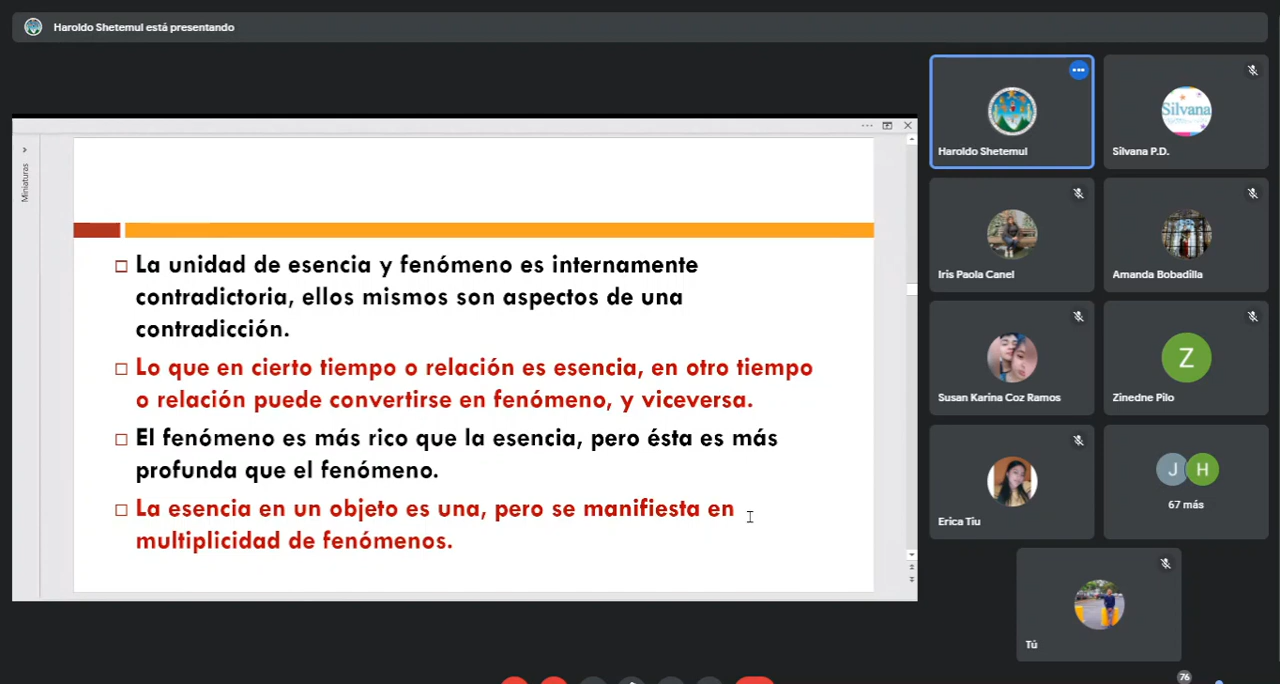 Haroldo Shetemul está presentando
Miniaturas
La unidad de esencia y fenómeno es internamente
contradictoria, ellos mismos son aspectos de una
contradicción.
Lo que en cierto tiempo o relación es esencia, en otro tiempo
o relación puede convertirse en fenómeno, y viceversa.
El fenómeno es más rico que la esencia, pero ésta es más
profunda que el fenómeno.
La esencia en un objeto es una, pero se manifiesta en
multiplicidad de fenómenos.
Haroldo Shetemul
Silvana
Silvana P.D.
Iris Paola Canel
Amanda Bobadilla
Susan Karina Coz Ramos
Z
Zinedne Pilo
Erica Tiu
J H
67 más
Tú
76